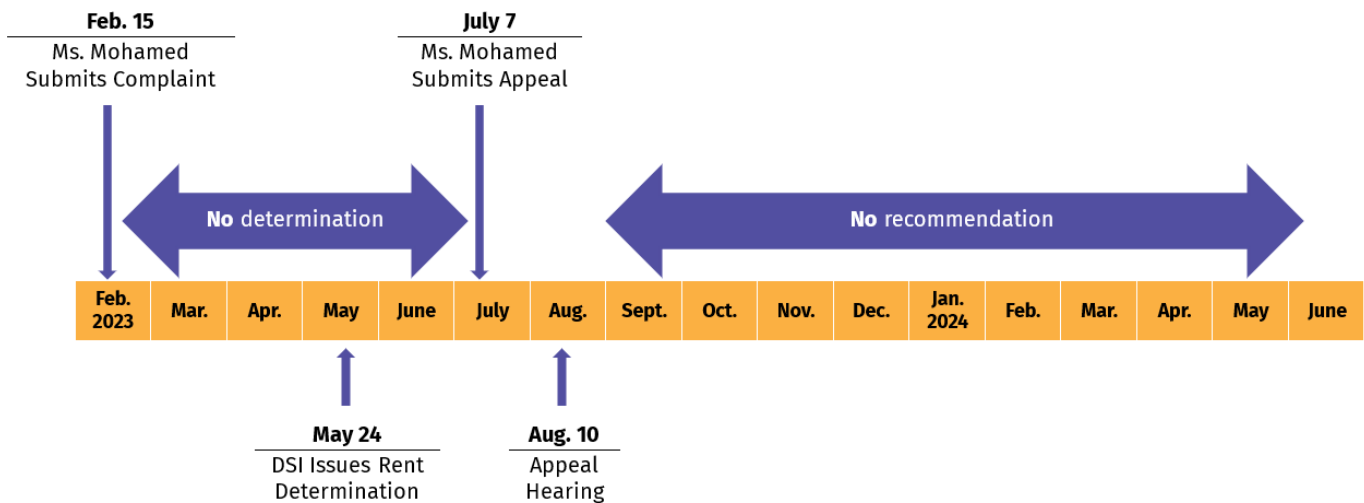 Feb. 15
Ms. Mohamed
Submits Complaint
July 7
Ms. Mohamed
Submits Appeal
No determination
No recommendation
Feb.
2023
Mar.
Apr.
May
June
July
Aug.
Sept.
Oct.
Nov.
Dec.
Jan.
2024
Feb.
Mar.
Apr.
May
June
May 24
DSI Issues Rent
Determination
Aug. 10
Appeal
Hearing